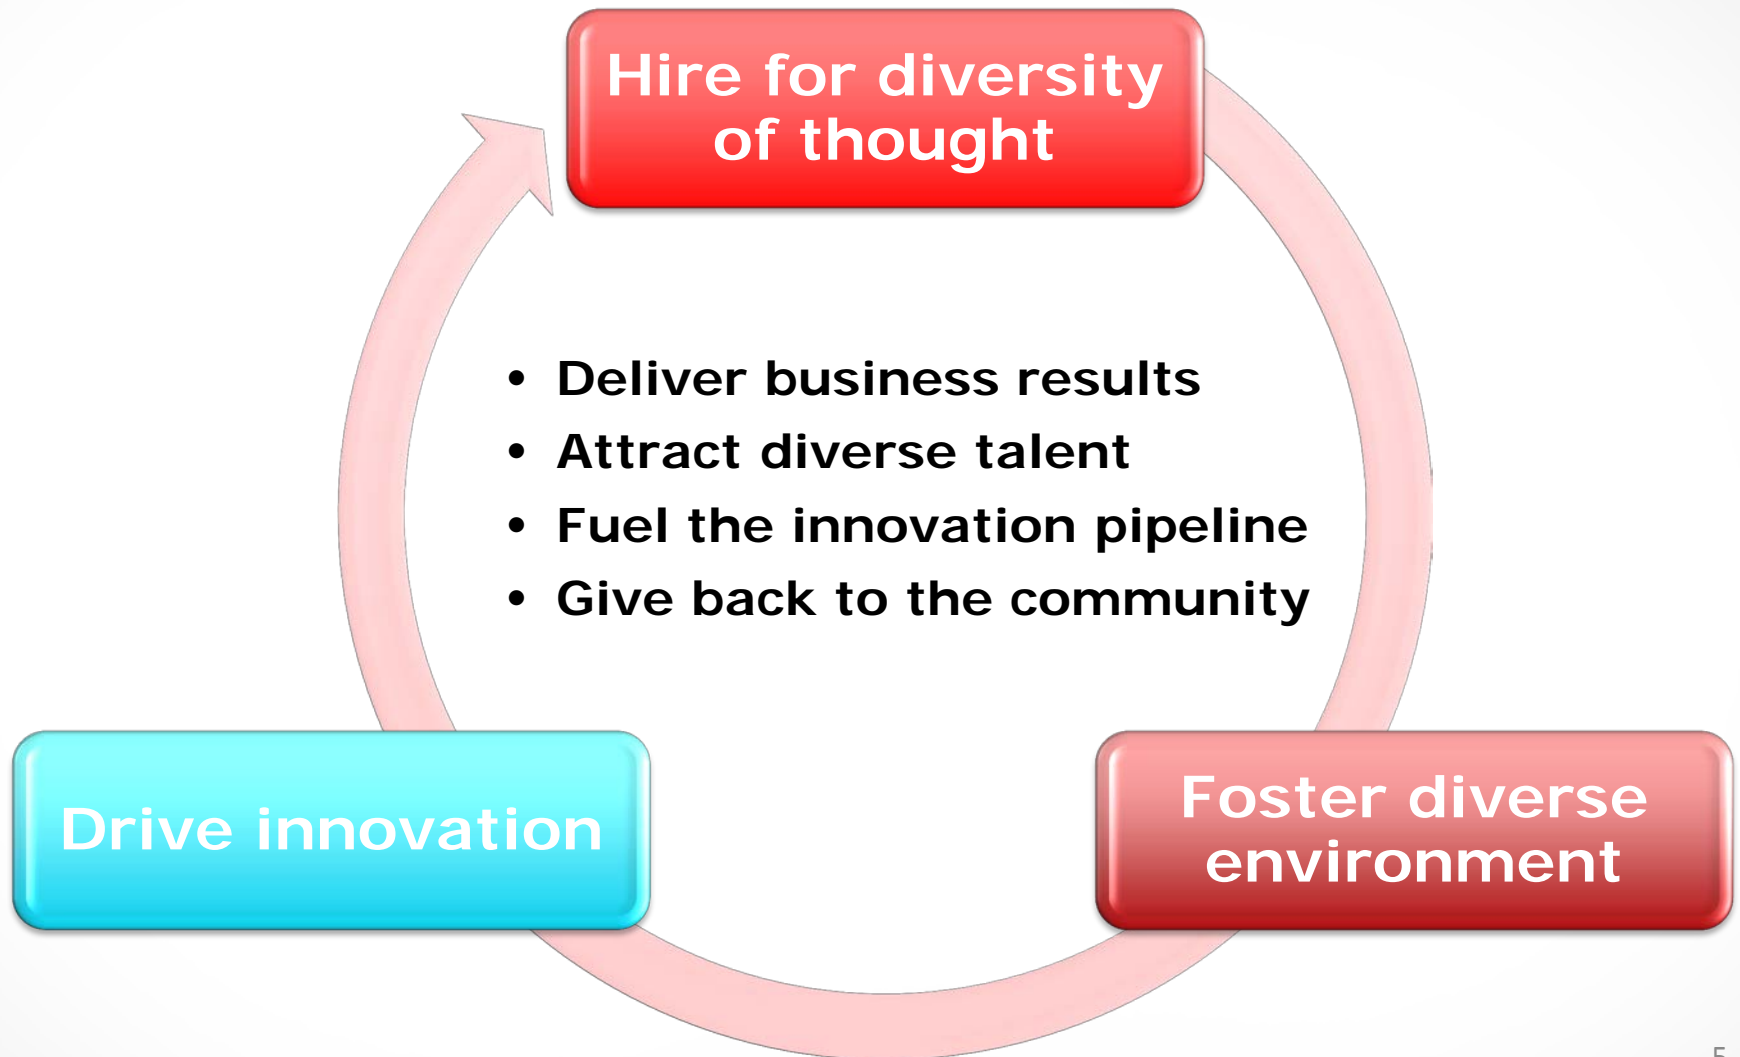 Hire for diversity
of thought
• Deliver business results
• Attract diverse talent
• Fuel the innovation pipeline
• Give back to the community
Drive innovation
Foster diverse
environment
5